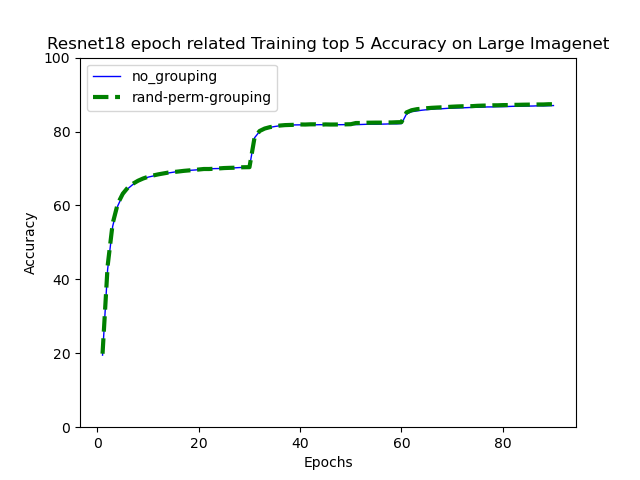 Resnet18 epoch related Training top 5 Accuracy on Large Imagenet
100
80
60
40
20
0
Accuracy
no_grouping
rand-perm-grouping
0 20 40 60 80
Epochs